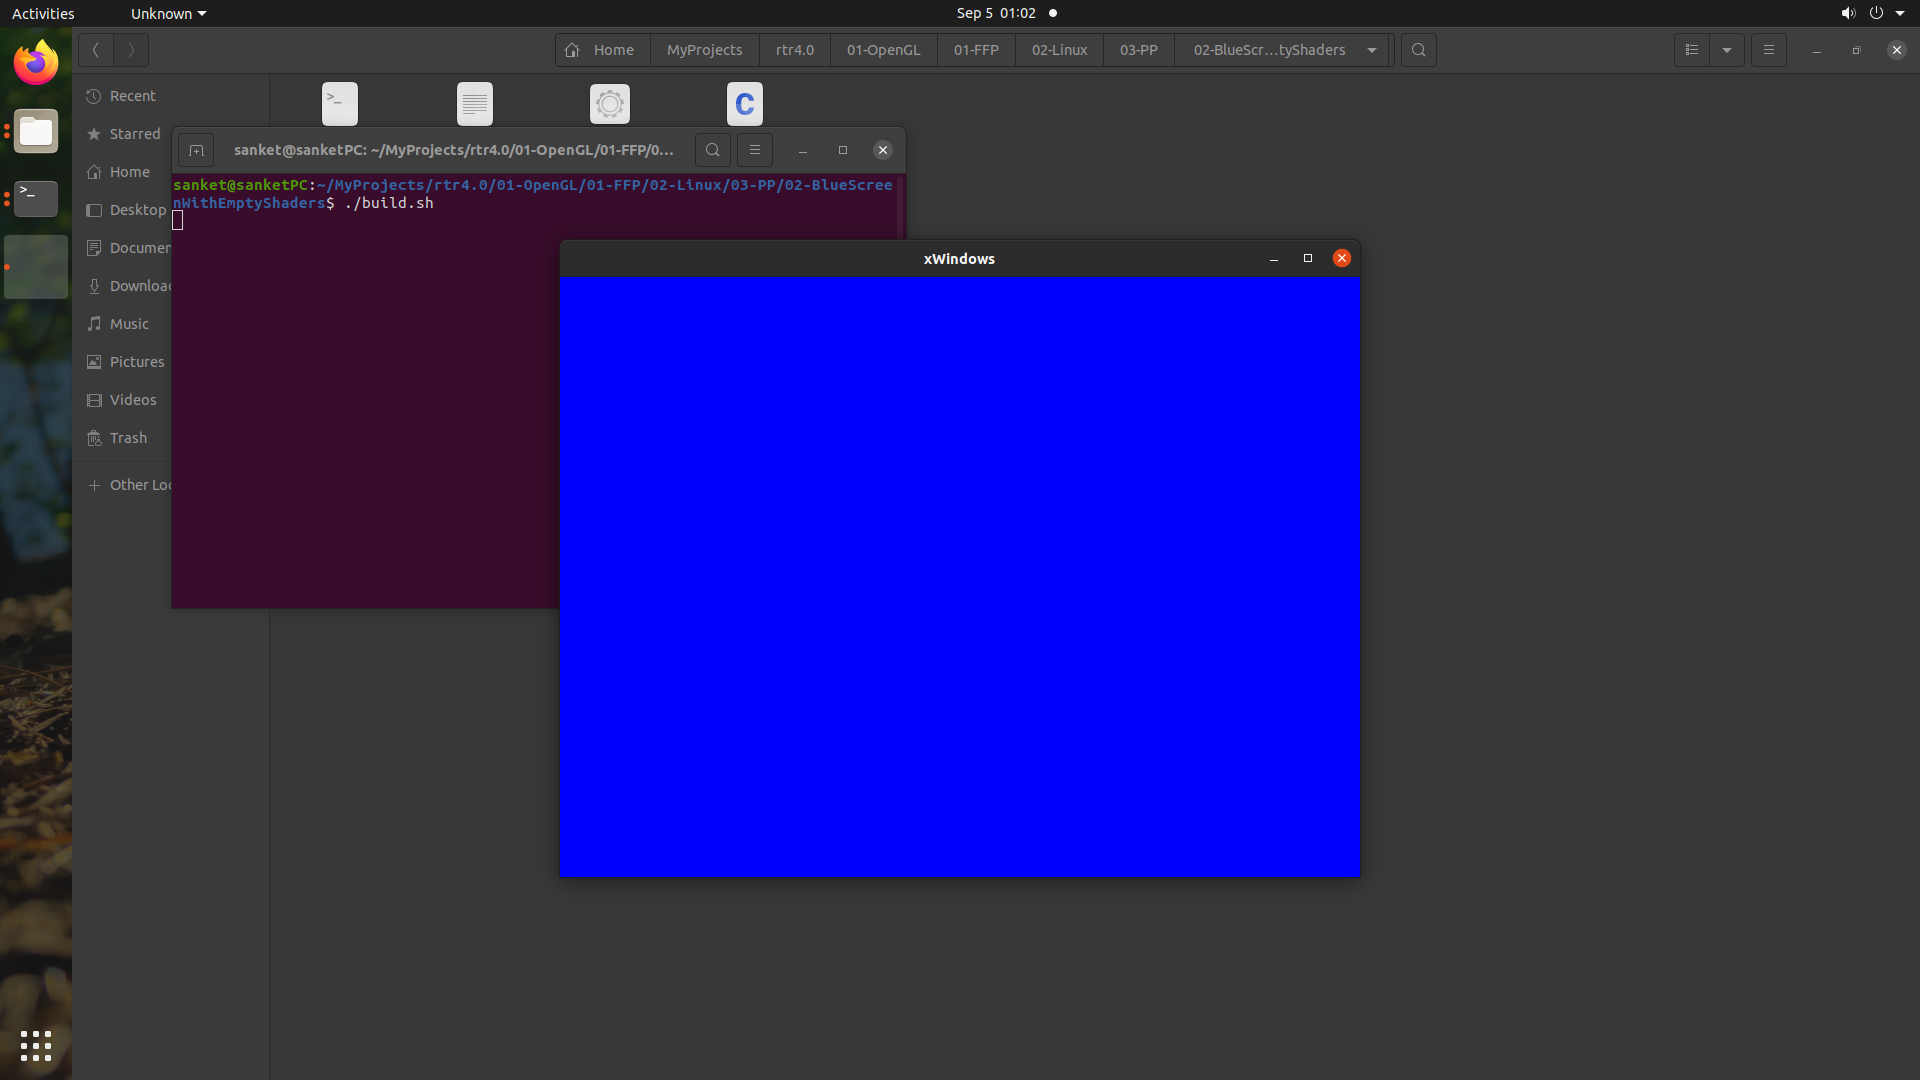 Activities
Unknown
Sep 5 01:02
Home
MyProjects
rtr4.0
01-OpenGL
01-FFP
02-Linux
03-PP
02-BlueScr…tyShaders
Recent
Starred
Home
Desktop
Documen
Downloa
Music
Pictures
Videos
Trash
Other Loc
>_
C
>_
sanket@sanketPC: ~/MyProjects/rtr4.0/01-OpenGL/01-FFP/0...
sanket@sanketPC:~/MyProjects/rtr4.0/01-OpenGL/01-FFP/02-Linux/03-PP/02-BlueScree
nWithEmptyShaders$ ./build.sh
xWindows